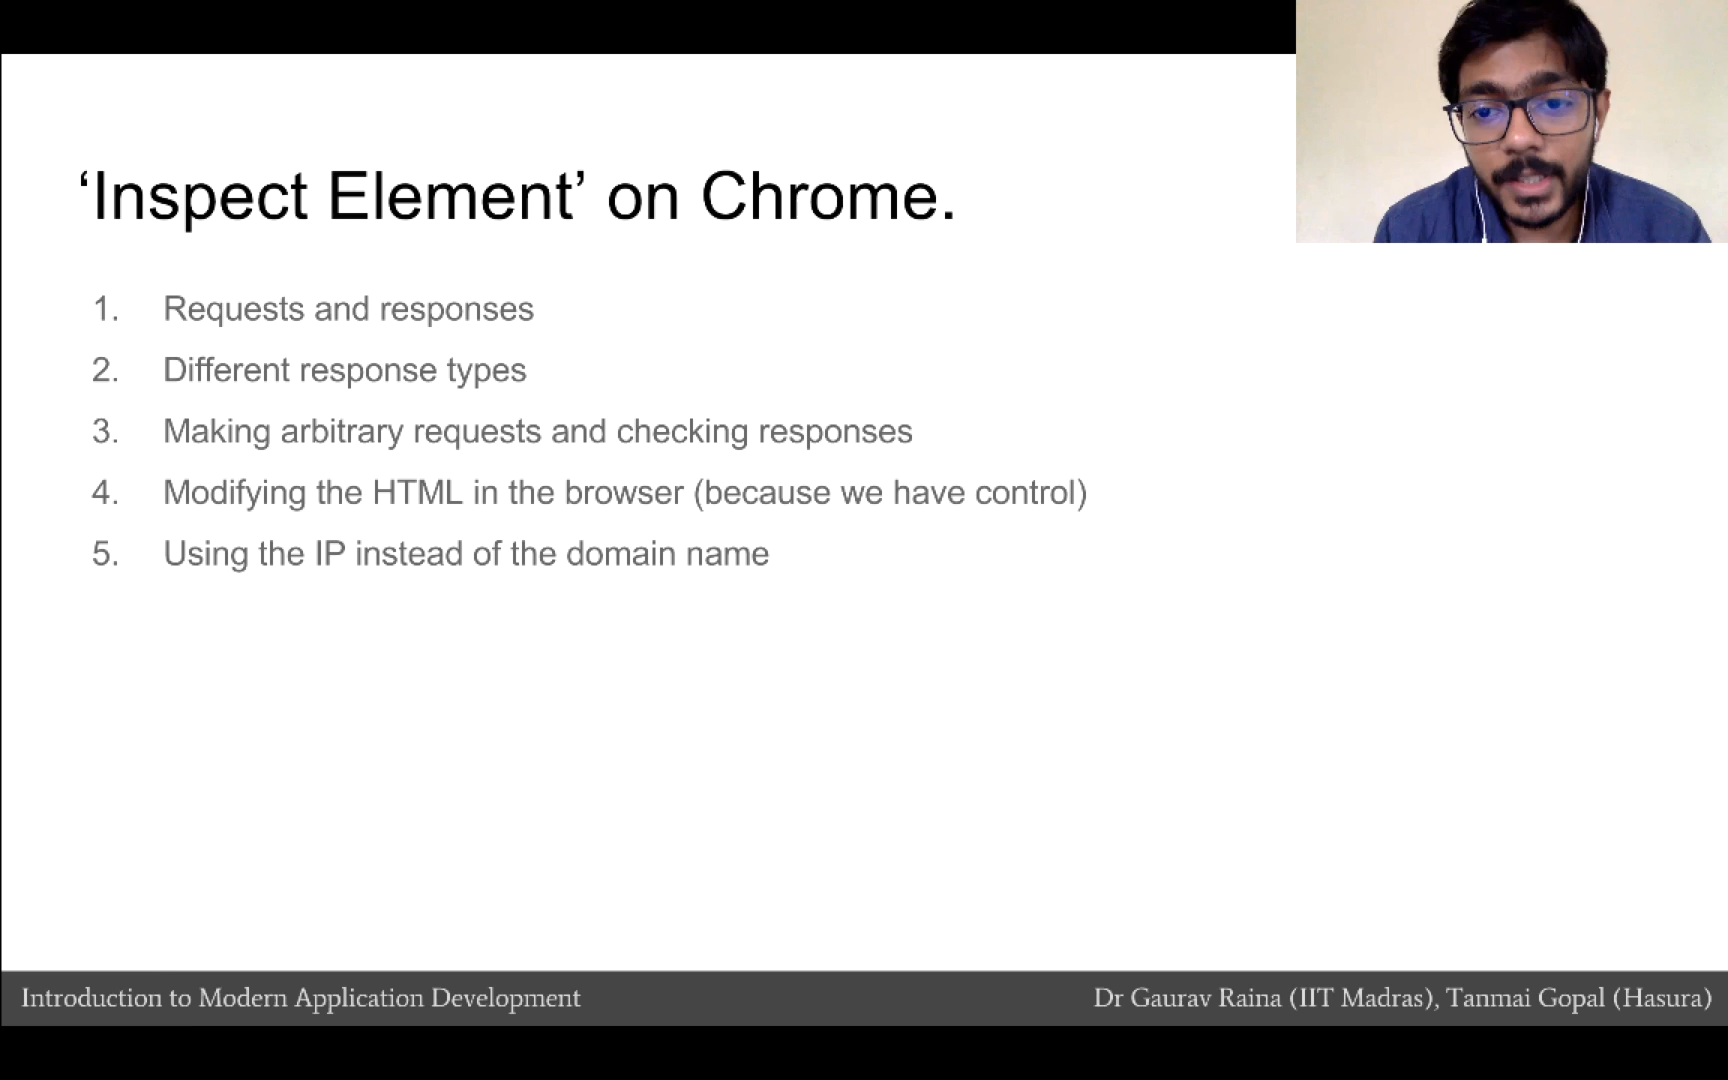 ‘Inspect Element’ on Chrome.
1. Requests and responses
2. Different response types
3. Making arbitrary requests and checking responses
4. Modifying the HTML in the browser (because we have control)
5. Using the IP instead of the domain name
Introduction to Modern Application Development
Dr Gaurav Raina (IIT Madras), Tanmai Gopal (Hasura)